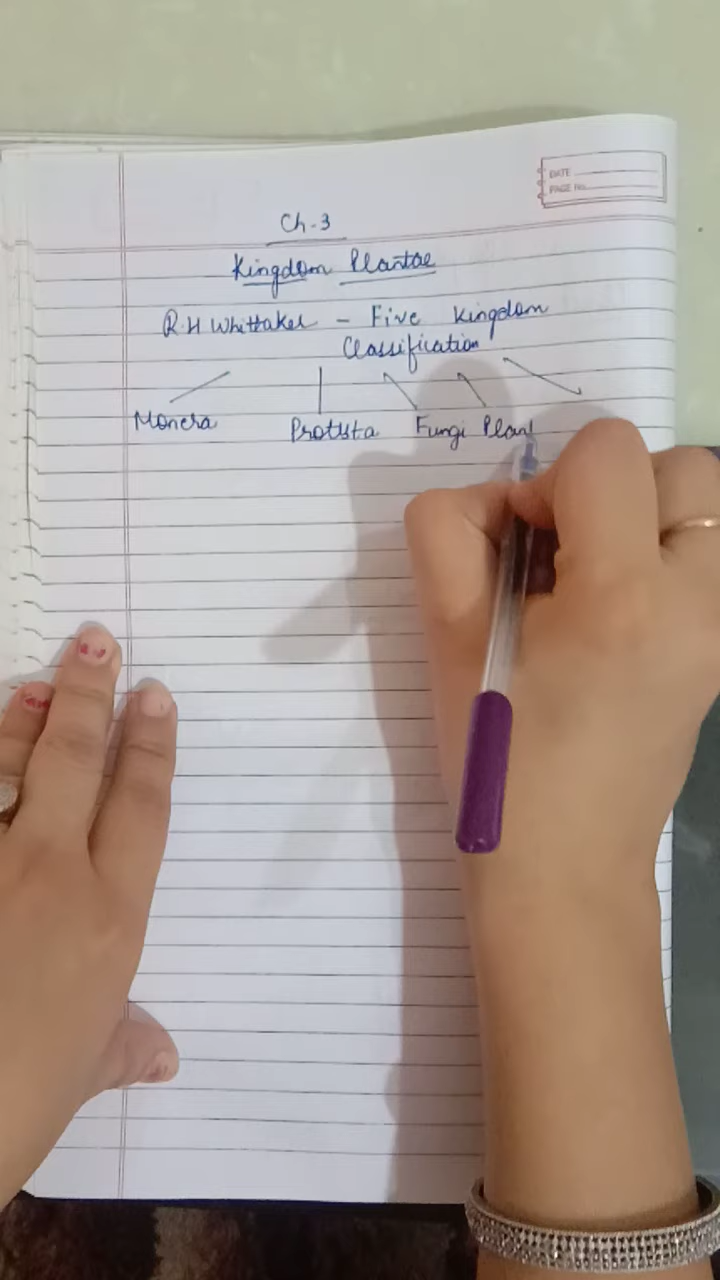 DATE
PAGE No.
Ch-3
Kingdom Plantae
R.H Whittaker - Five Kingdom
Classification
Monera Protista Fungi Plant